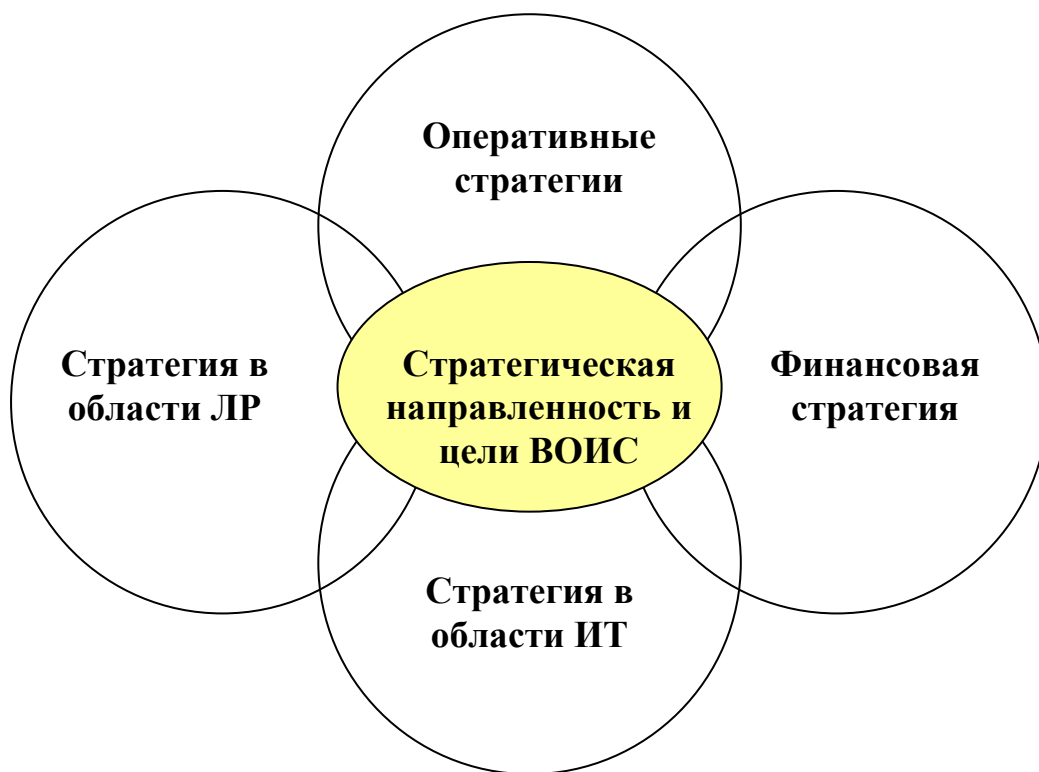 Оперативные
стратегии
Стратегия в
области ЛР
Стратегическая
направленность и
цели ВОИС
Финансовая
стратегия
Стратегия в
области ИТ